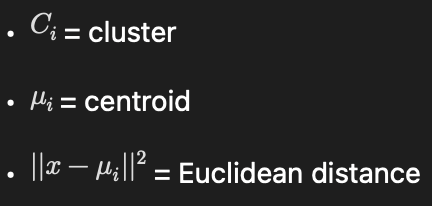 • Cᵢ = cluster
• μᵢ = centroid
• ||x − μᵢ||² = Euclidean distance